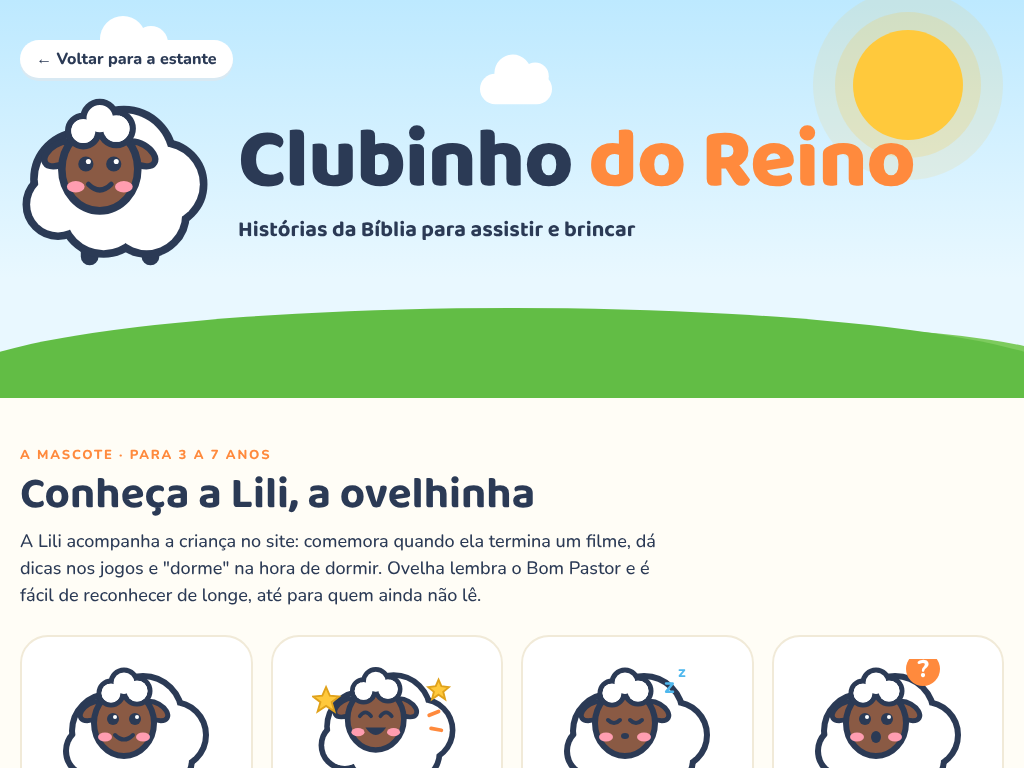 ← Voltar para a estante
Clubinho do Reino
Histórias da Bíblia para assistir e brincar
A MASCOTE · PARA 3 A 7 ANOS
Conheça a Lili, a ovelhinha
A Lili acompanha a criança no site: comemora quando ela termina um filme, dá
dicas nos jogos e "dorme" na hora de dormir. Ovelha lembra o Bom Pastor e é
fácil de reconhecer de longe, até para quem ainda não lê.
z
z
?